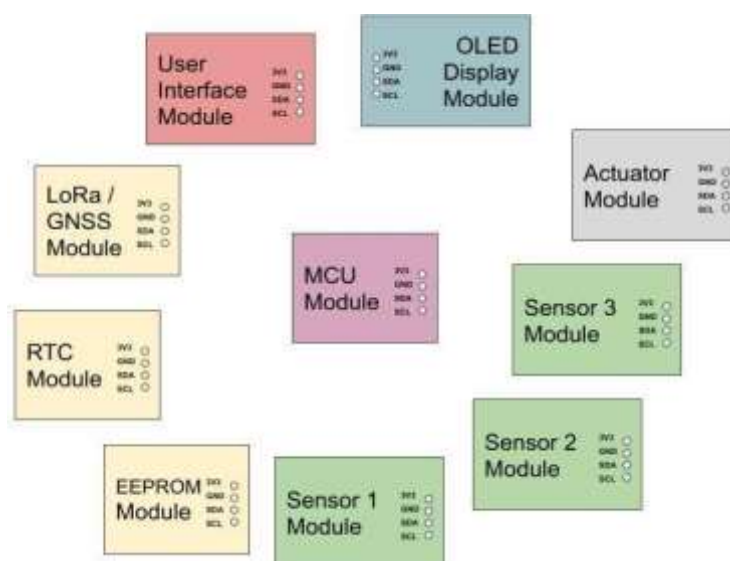 User
Interface
Module
3V3
GND
SDA
SCL
OLED
Display
Module
3V3
GND
SDA
SCL
Actuator
Module
3V3
GND
SDA
SCL
LoRa /
GNSS
Module
3V3
GND
SDA
SCL
MCU
Module
3V3
GND
SDA
SCL
Sensor 3
Module
3V3
GND
SDA
SCL
RTC
Module
3V3
GND
SDA
SCL
Sensor 2
Module
3V3
GND
SDA
SCL
EEPROM
Module
3V3
GND
SDA
SCL
Sensor 1
Module
3V3
GND
SDA
SCL